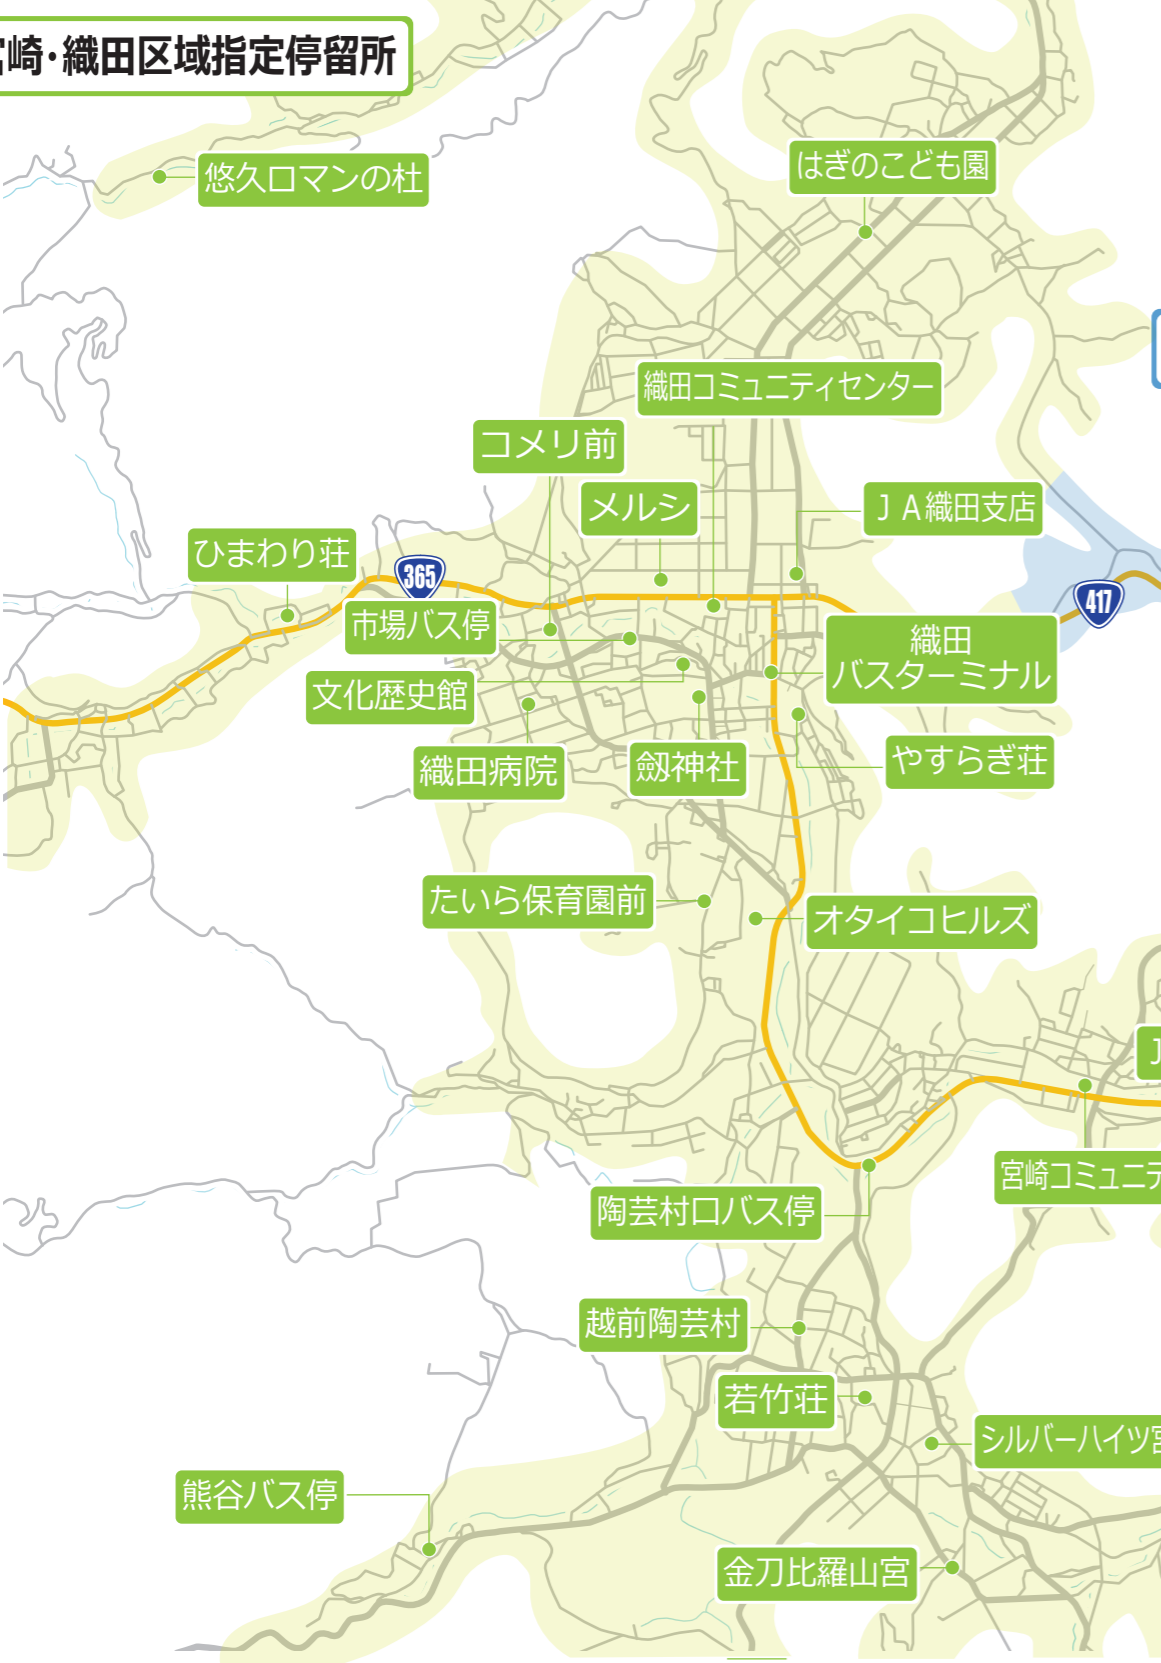 崎･織田区域指定停留所
悠久ロマンの杜
はぎのこども園
織田コミュニティセンター
コメリ前
メルシ
ＪＡ織田支店
ひまわり荘
365
417
市場バス停
織田
バスターミナル
文化歴史館
織田病院
劔神社
やすらぎ荘
たいら保育園前
オタイコヒルズ
J
宮崎コミュニテ
陶芸村口バス停
越前陶芸村
若竹荘
シルバーハイツ
熊谷バス停
金刀比羅山宮